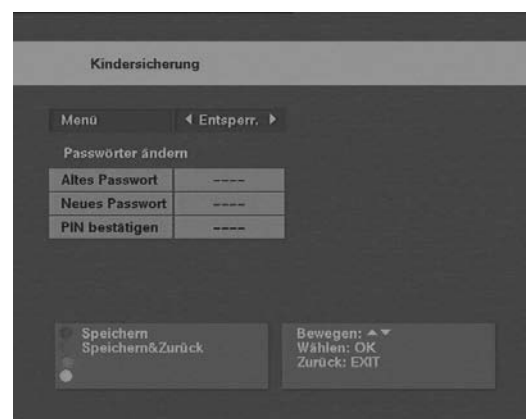 Kindersicherung
Menü ◀ Entsperr. ▶
Passwörter ändern
Altes Passwort ----
Neues Passwort ----
PIN bestätigen ----
Speichern
Speichern&Zurück
Bewegen: ▲▼
Wählen: OK
Zurück: EXIT